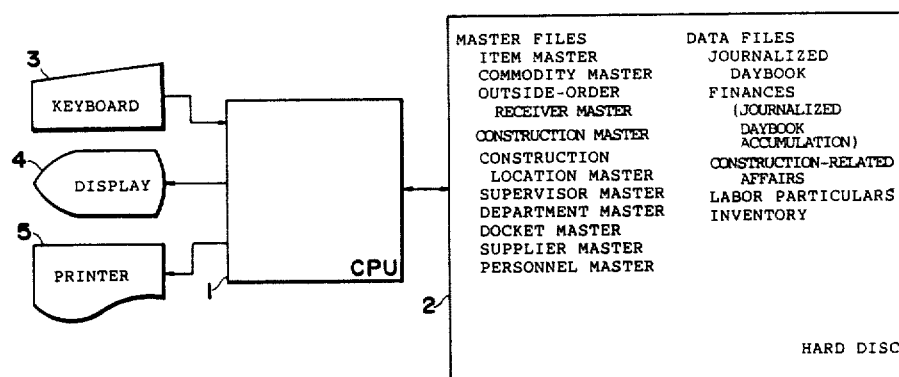 3
KEYBOARD
4
DISPLAY
5
PRINTER
CPU
1
2
MASTER FILES
ITEM MASTER
COMMODITY MASTER
OUTSIDE-ORDER
RECEIVER MASTER
CONSTRUCTION MASTER
CONSTRUCTION
LOCATION MASTER
SUPERVISOR MASTER
DEPARTMENT MASTER
DOCKET MASTER
SUPPLIER MASTER
PERSONNEL MASTER
DATA FILES
JOURNALIZED
DAYBOOK
FINANCES
(JOURNALIZED
DAYBOOK
ACCUMULATION)
CONSTRUCTION-RELATED
AFFAIRS
LABOR PARTICULARS
INVENTORY
HARD DISC